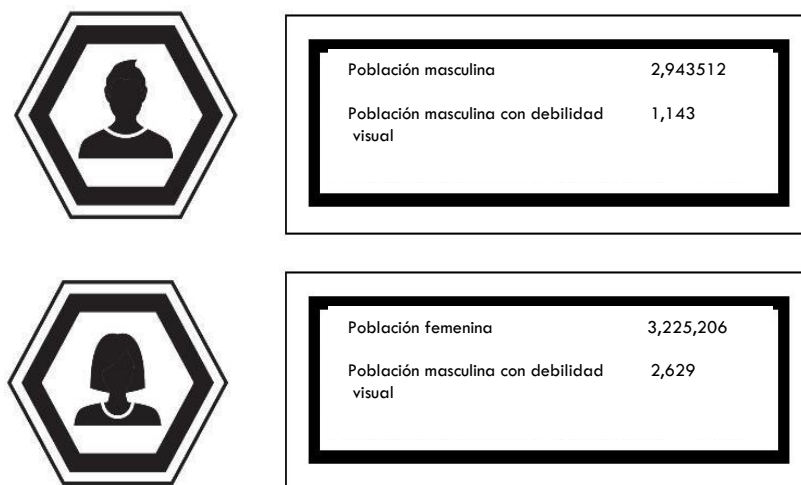 Población masculina 2,943512
Población masculina con debilidad 1,143
visual
Población femenina 3,225,206
Población masculina con debilidad 2,629
visual